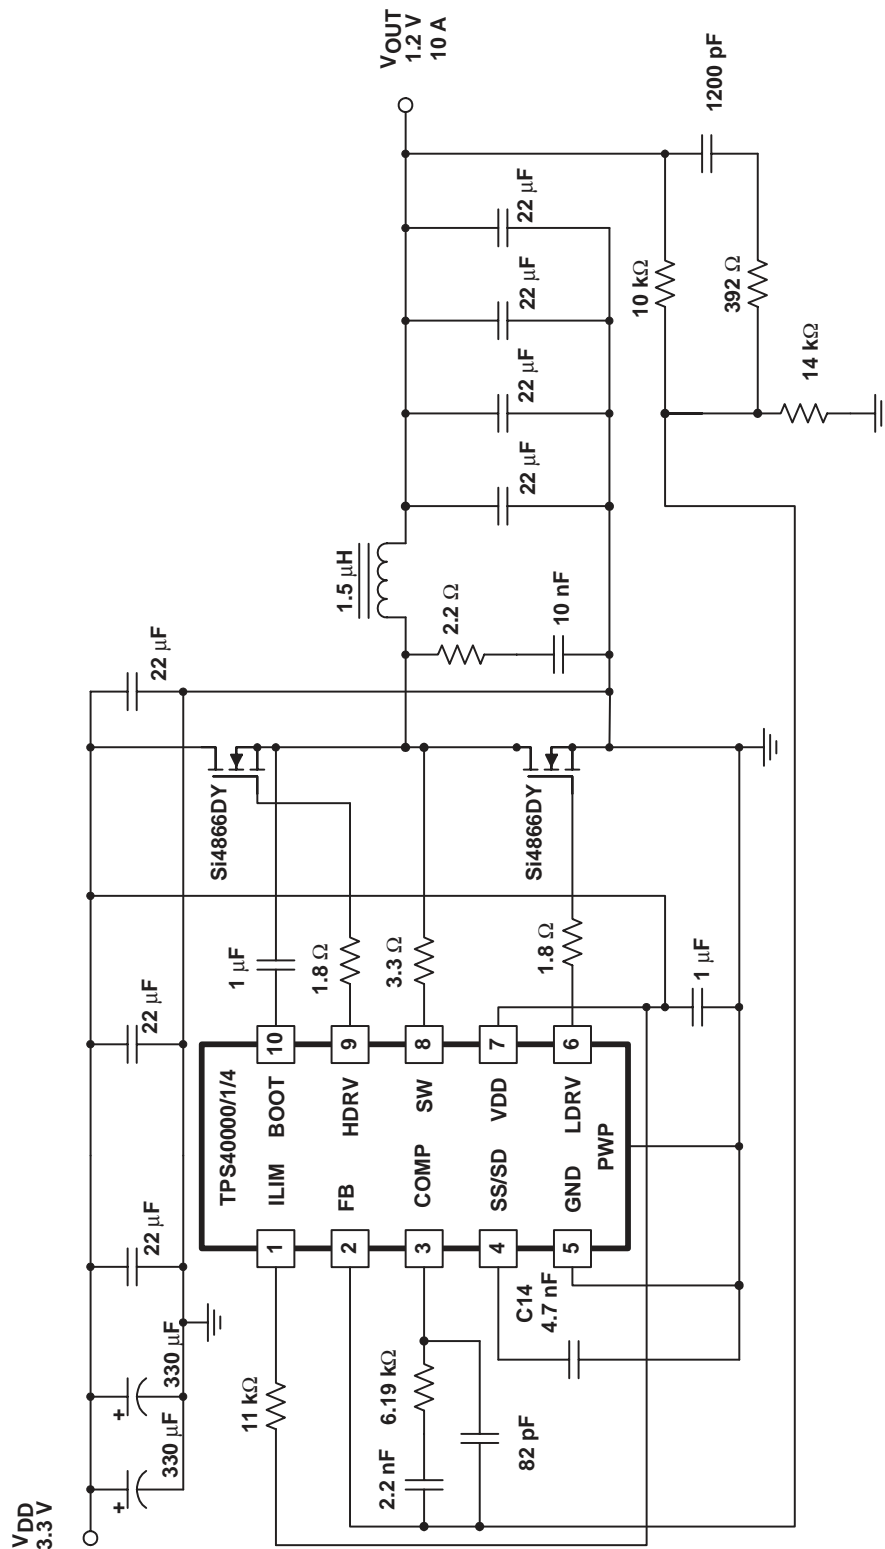 VDD
3.3 V
330 µF
330 µF
22 µF
22 µF
22 µF
11 kΩ
2.2 nF
6.19 kΩ
82 pF
C14
4.7 nF
TPS40000/1/4
1
ILIM
BOOT
10
2
FB
HDRV
9
3
COMP
SW
8
4
SS/SD
VDD
7
5
GND
LDRV
6
PWP
1 µF
1.8 Ω
3.3 Ω
1.8 Ω
1 µF
Si4866DY
Si4866DY
2.2 Ω
10 nF
1.5 µH
22 µF
22 µF
22 µF
22 µF
VOUT
1.2 V
10 A
10 kΩ
392 Ω
1200 pF
14 kΩ
+
+